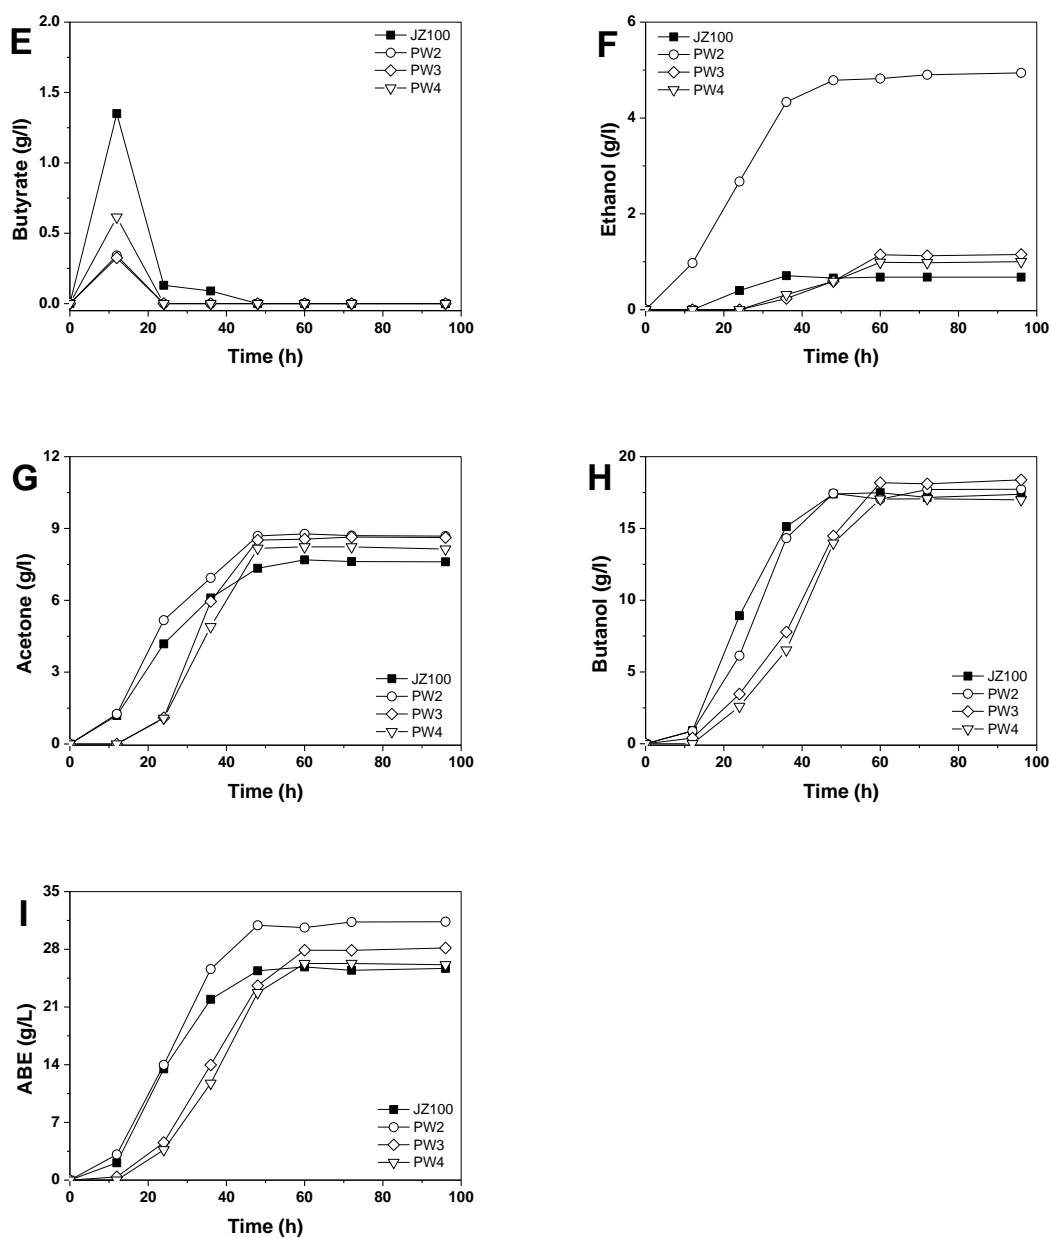 E
Butyrate (g/l)
2.0
1.5
1.0
0.5
0.0
0 20 40 60 80 100
Time (h)
JZ100
PW2
PW3
PW4
F
Ethanol (g/l)
6
4
2
0
0 20 40 60 80 100
Time (h)
JZ100
PW2
PW3
PW4
G
Acetone (g/l)
12
9
6
3
0
0 20 40 60 80 100
Time (h)
JZ100
PW2
PW3
PW4
H
Butanol (g/l)
20
15
10
5
0
0 20 40 60 80 100
Time (h)
JZ100
PW2
PW3
PW4
I
ABE (g/L)
35
28
21
14
7
0
0 20 40 60 80 100
Time (h)
JZ100
PW2
PW3
PW4